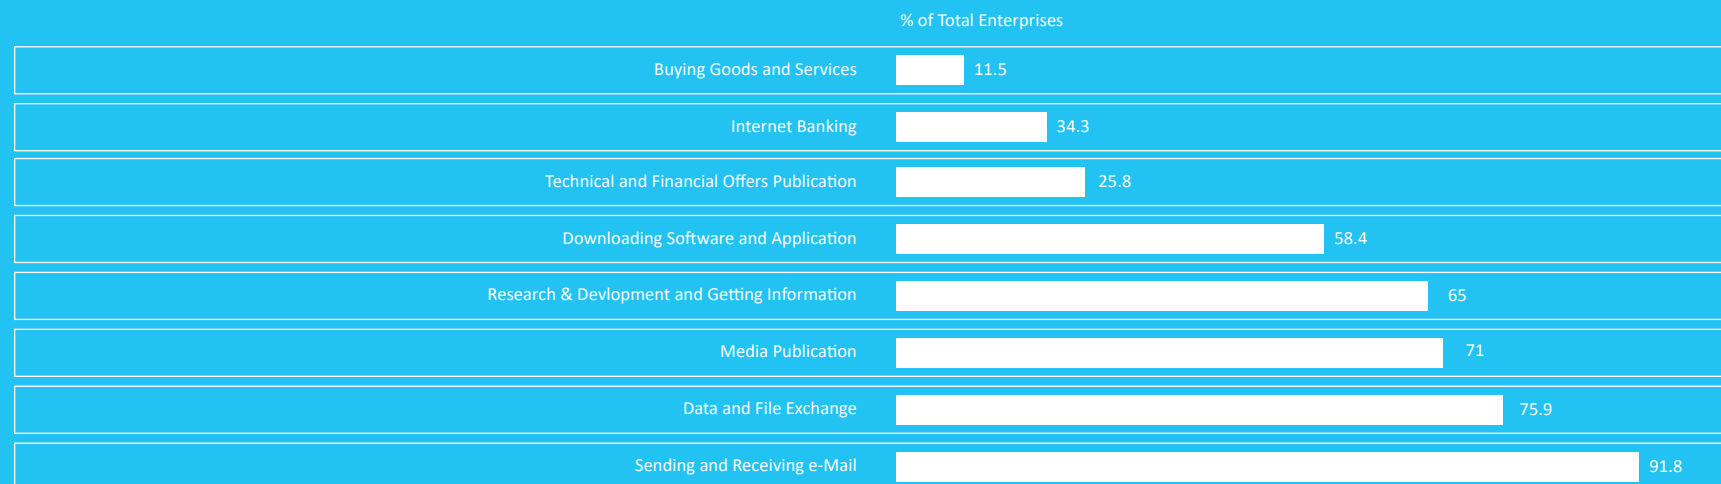 % of Total Enterprises
Buying Goods and Services 11.5
Internet Banking 34.3
Technical and Financial Offers Publication 25.8
Downloading Software and Application 58.4
Research & Devlopment and Getting Information 65
Media Publication 71
Data and File Exchange 75.9
Sending and Receiving e-Mail 91.8